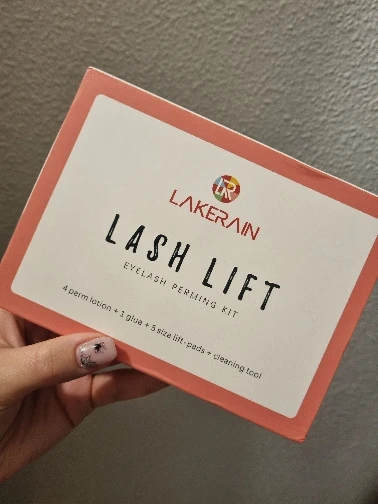 LR
LAKERAIN
LASH LIFT
EYELASH PERMING KIT
4 perm lotion + 1 glue + 5 size lift-pads + cleaning tool